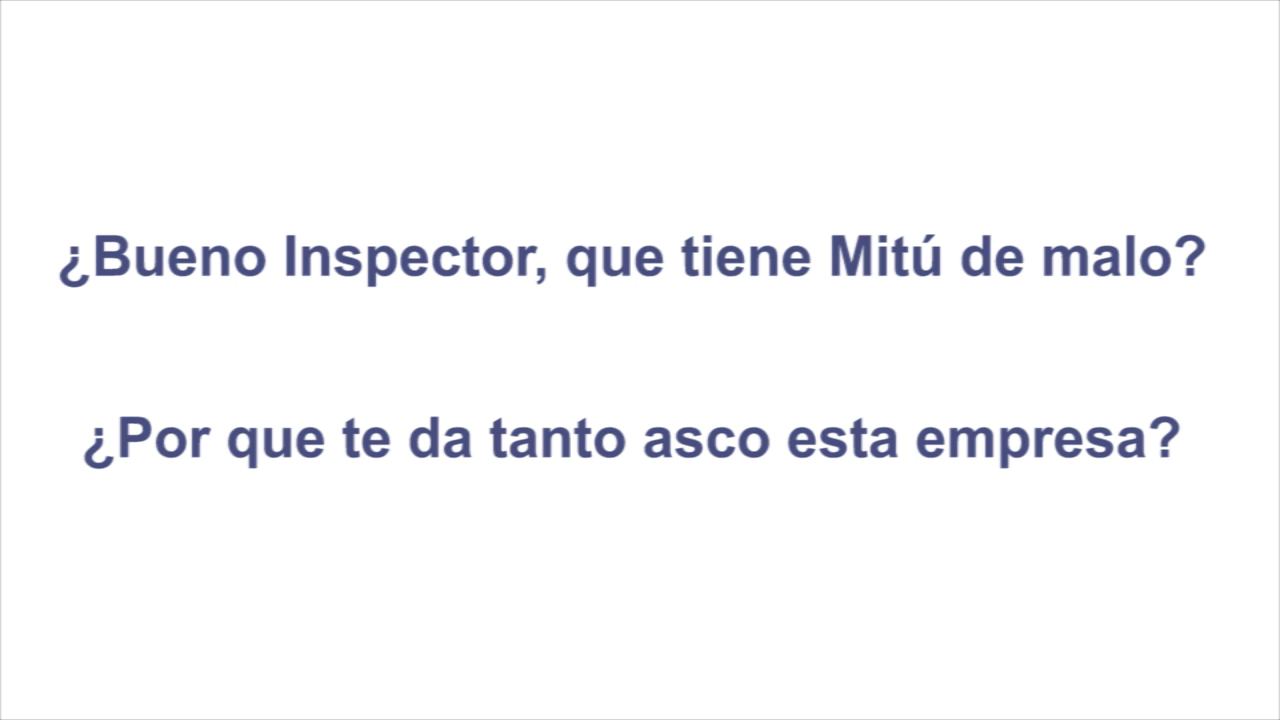 ¿Bueno Inspector, que tiene Mitú de malo?
¿Por que te da tanto asco esta empresa?